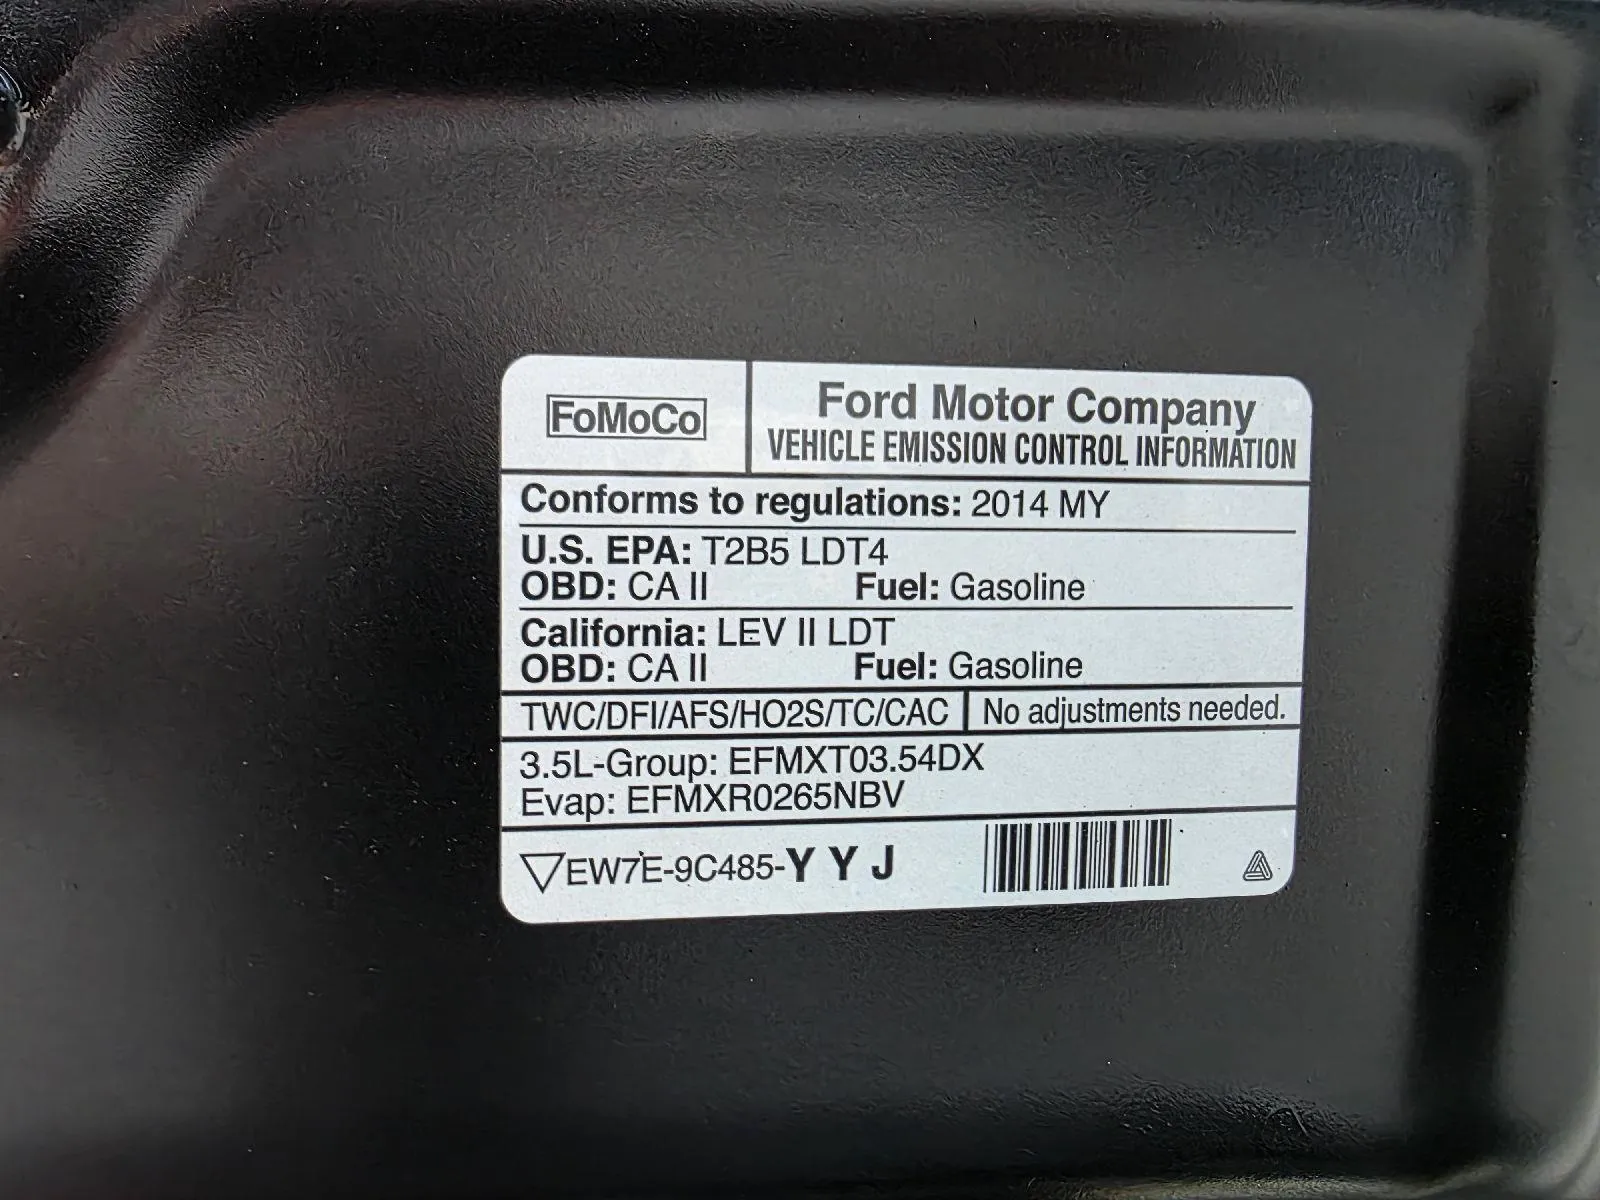 FoMoCo
Ford Motor Company
VEHICLE EMISSION CONTROL INFORMATION
Conforms to regulations: 2014 MY
U.S. EPA: T2B5 LDT4
OBD: CA II Fuel: Gasoline
California: LEV II LDT
OBD: CA II Fuel: Gasoline
TWC/DFI/AFS/HO2S/TC/CAC No adjustments needed.
3.5L-Group: EFMXT03.54DX
Evap: EFMXR0265NBV
EW7E-9C485-Y Y J